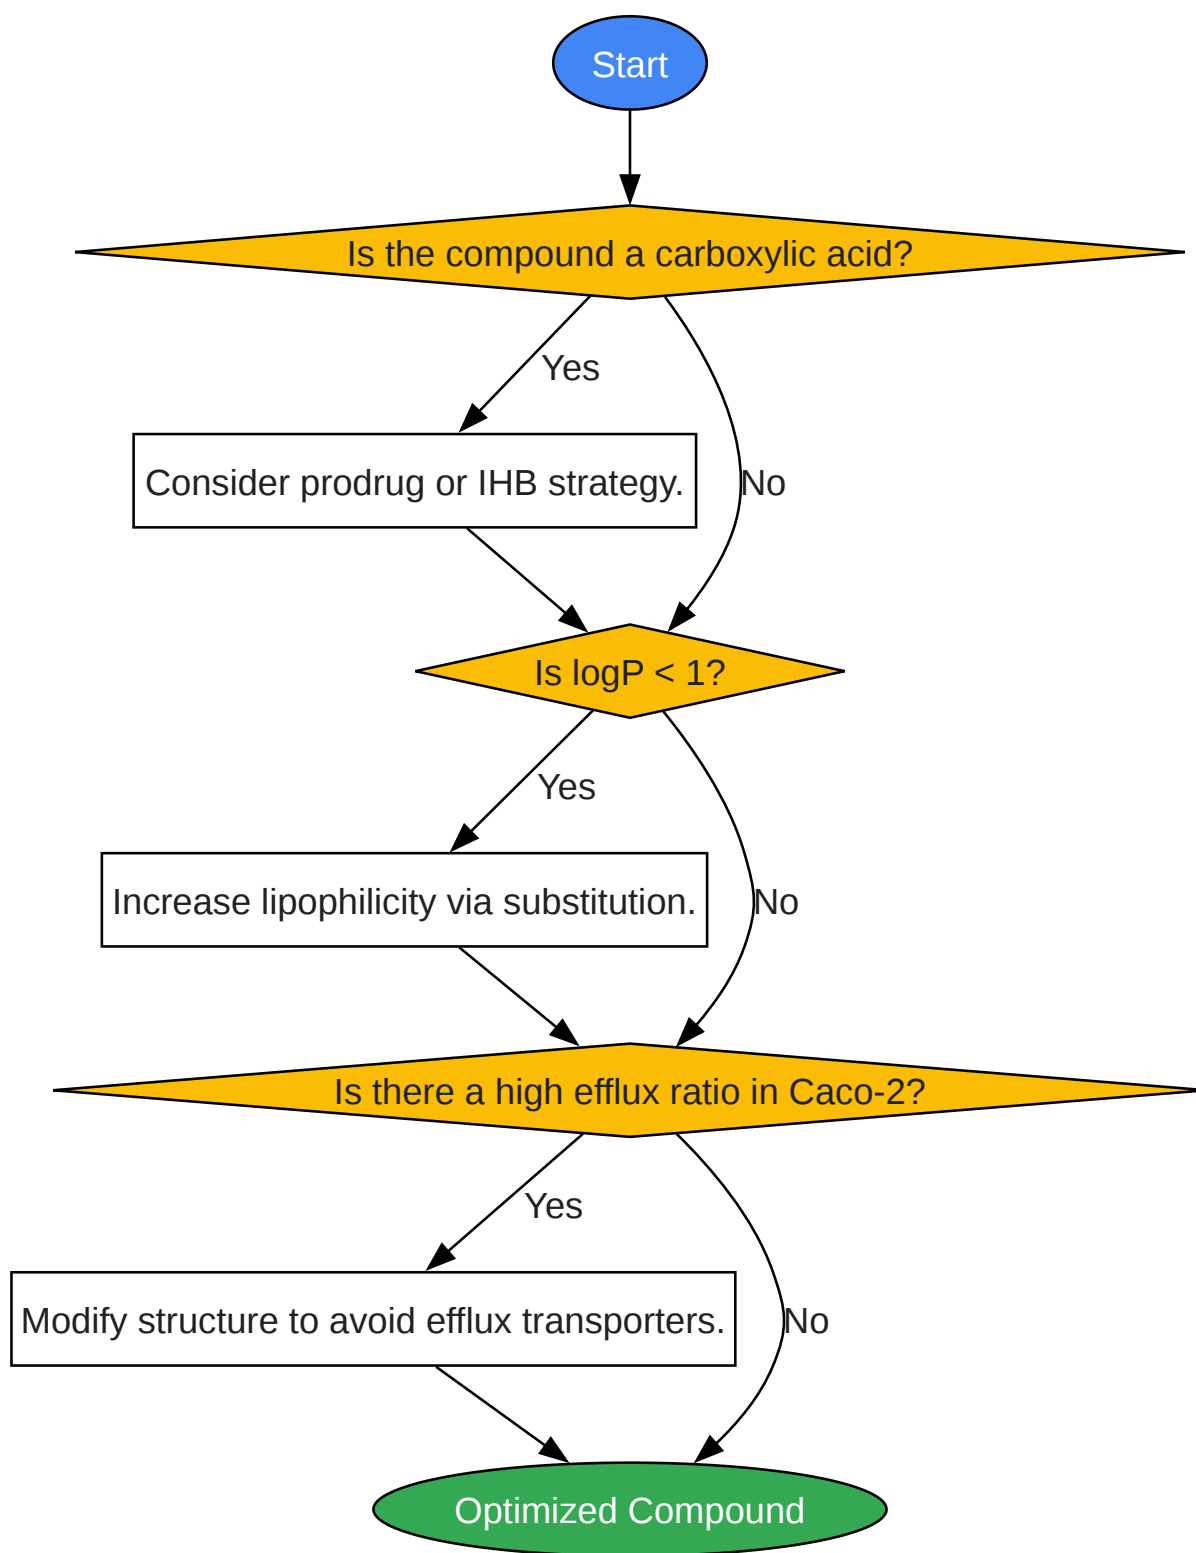 Start
Is the compound a carboxylic acid?
Yes
Consider prodrug or IHB strategy.
No
Is logP < 1?
Yes
Increase lipophilicity via substitution.
No
Is there a high efflux ratio in Caco-2?
Yes
Modify structure to avoid efflux transporters.
No
Optimized Compound